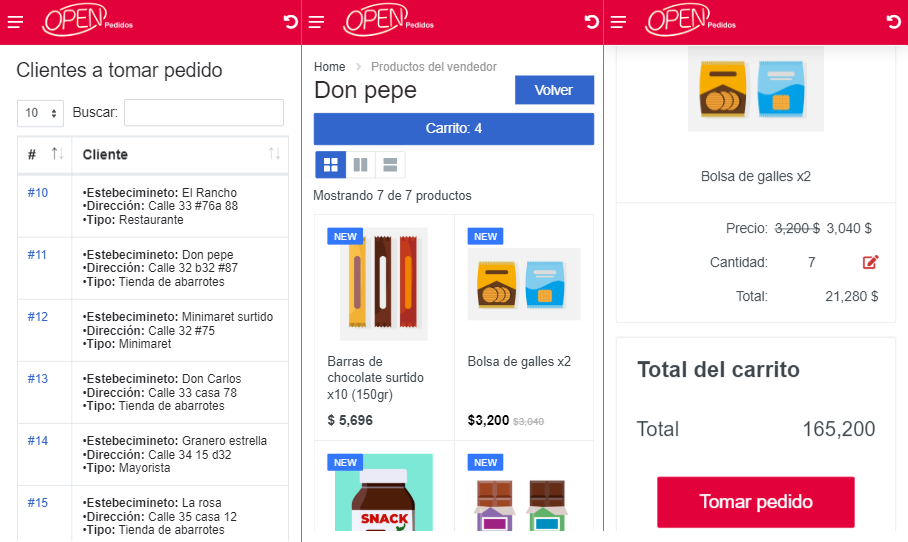 OPEN Pedidos
Clientes a tomar pedido
10 Buscar:
# Cliente
#10
•Estebecimineto: El Rancho
•Dirección: Calle 33 #76a 88
•Tipo: Restaurante
#11
•Estebecimineto: Don pepe
•Dirección: Calle 32 b32 #87
•Tipo: Tienda de abarrotes
#12
•Estebecimineto: Minimaret surtido
•Dirección: Calle 32 #75
•Tipo: Minimaret
#13
•Estebecimineto: Don Carlos
•Dirección: Calle 33 casa 78
•Tipo: Tienda de abarrotes
#14
•Estebecimineto: Granero estrella
•Dirección: Calle 34 15 d32
•Tipo: Mayorista
#15
•Estebecimineto: La rosa
•Dirección: Calle 35 casa 12
•Tipo: Tienda de abarrotes
OPEN Pedidos
Home > Productos del vendedor
Don pepe
Volver
Carrito: 4
Mostrando 7 de 7 productos
NEW
Barras de
chocolate surtido
x10 (150gr)
$ 5,696
NEW
Bolsa de galles x2
$3,200 $3,040
NEW
SNACK
NEW
OPEN Pedidos
Bolsa de galles x2
Precio: 3,200 $ 3,040 $
Cantidad: 7
Total: 21,280 $
Total del carrito
Total 165,200
Tomar pedido